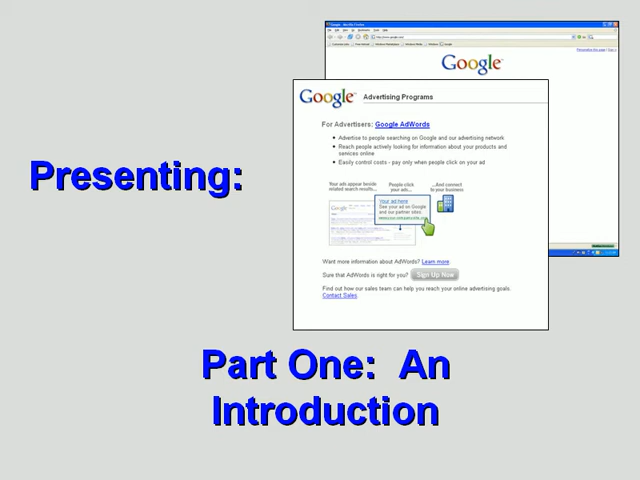 Google
Google Advertising Programs
For Advertisers: Google AdWords
Advertise to people searching on Google and our advertising network
Reach people actively looking for information about your products and
services online
Easily control costs - pay only when people click on your ad
Presenting:
Your ads appear beside
related search results...
People click
your ads...
...And connect
to your business
Your ad here
See your ad on Google
and our partner sites.
Want more information about AdWords? Learn more.
Sure that AdWords is right for you? Sign Up Now
Find out how our sales team can help you reach your online advertising goals.
Contact Sales.
Part One: An
Introduction